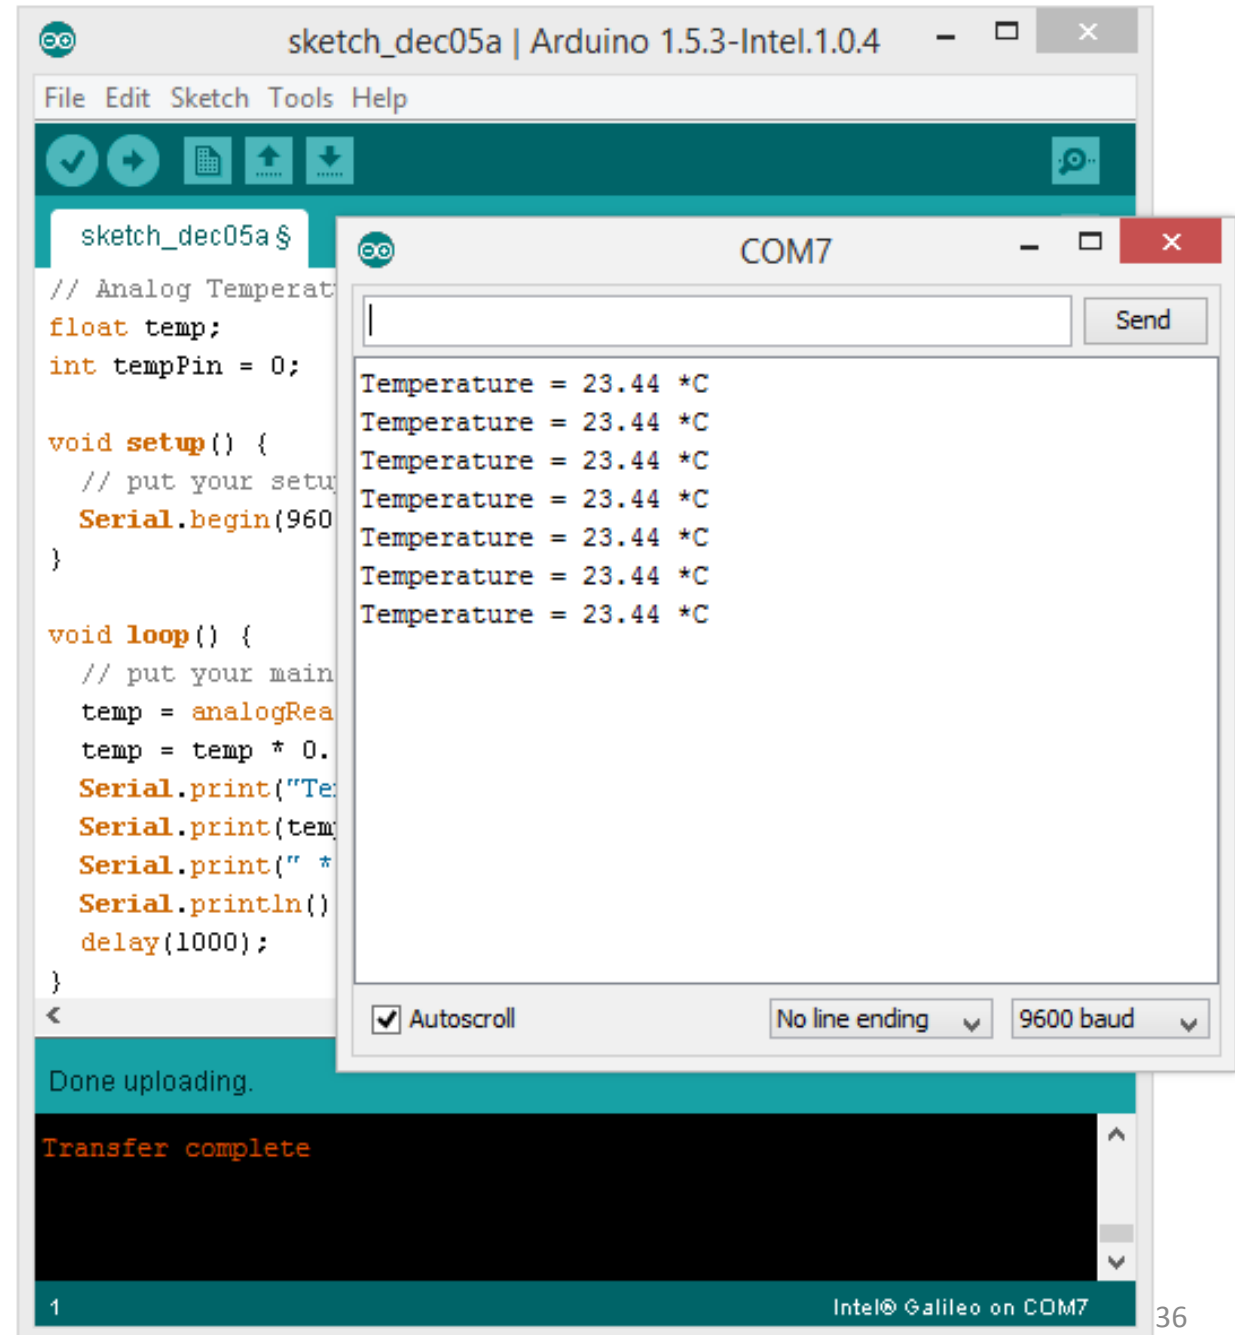 sketch_dec05a | Arduino 1.5.3-Intel.1.0.4
File Edit Sketch Tools Help
sketch_dec05a §
// Analog Temperat
float temp;
int tempPin = 0;
void setup() {
// put your setu
Serial.begin(960
}
void loop() {
// put your main
temp = analogRea
temp = temp * 0.
Serial.print("Te
Serial.print(tem
Serial.print(" *
Serial.println()
delay(1000);
}
COM7
Send
Temperature = 23.44 *C
Temperature = 23.44 *C
Temperature = 23.44 *C
Temperature = 23.44 *C
Temperature = 23.44 *C
Temperature = 23.44 *C
Temperature = 23.44 *C
Autoscroll
No line ending
9600 baud
Done uploading.
Transfer complete
1
Intel® Galileo on COM7
36